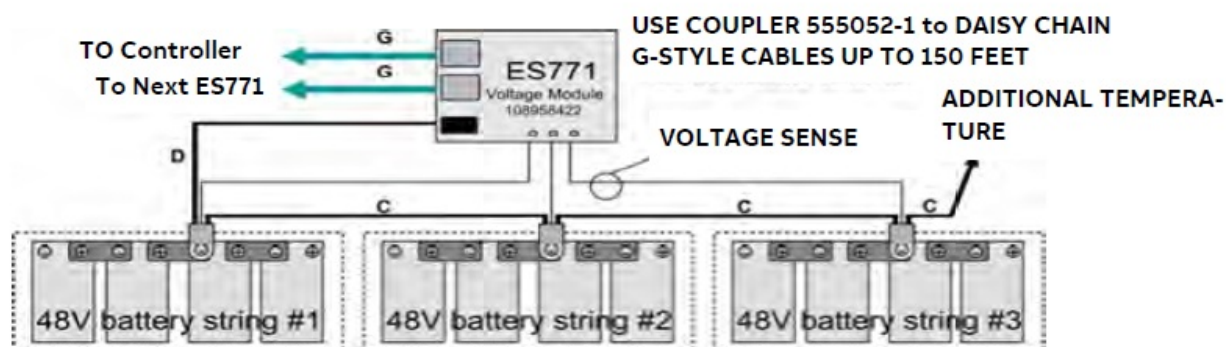 USE COUPLER 555052-1 to DAISY CHAIN
G-STYLE CABLES UP TO 150 FEET
TO Controller
G
To Next ES771
G
ES771
Voltage Module
108958422
ADDITIONAL TEMPERA-
TURE
VOLTAGE SENSE
D
C
C
C
48V battery string #1
48V battery string #2
48V battery string #3